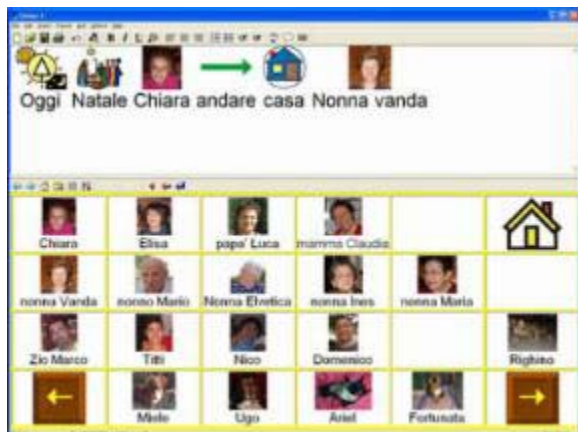 Oggi Natale Chiara andare casa Nonna vanda
Chiara Elisa papa' Luca mamma Claudia
nonna Vanda nonno Mario Nonna Elvetica nonna Ines nonna Maria
Zio Marco Titti Nico Domenico Righino
Miele Ugo Ariel Fortunata